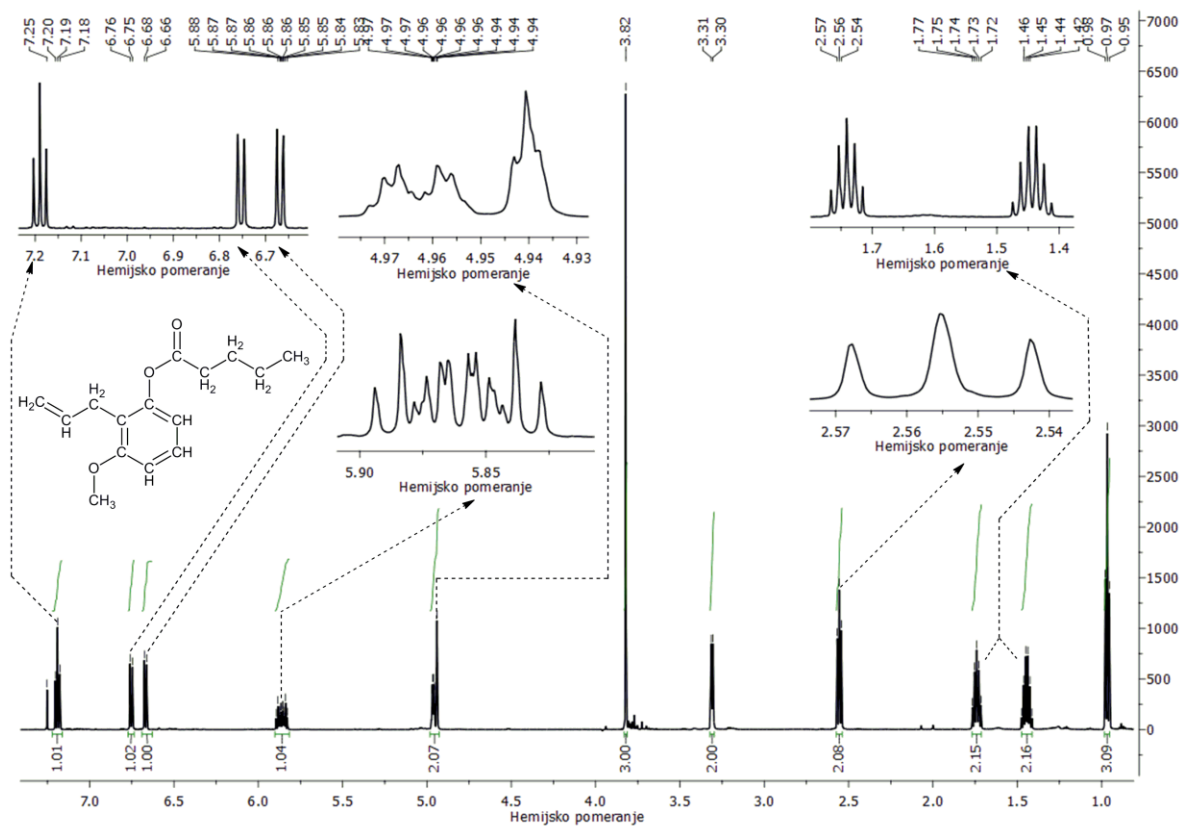 7.25 7.20 7.19 7.18 6.76 6.75 6.68 6.66 5.88 5.87 5.87 5.86 5.86 5.86 5.85 5.85 5.84 5.83 4.97 4.97 4.97 4.96 4.96 4.96 4.94 4.94 4.94 3.82 3.31 3.30 2.57 2.56 2.54 1.77 1.75 1.74 1.73 1.72 1.46 1.45 1.44 1.42 0.98 0.97 0.95
7000
6500
6000
5500
5000
4500
4000
3500
3000
2500
2000
1500
1000
500
0
7.2 7.1 7.0 6.9 6.8 6.7
Hemijsko pomeranje
4.97 4.96 4.95 4.94 4.93
Hemijsko pomeranje
1.7 1.6 1.5 1.4
Hemijsko pomeranje
5.90 5.85
Hemijsko pomeranje
2.57 2.56 2.55 2.54
Hemijsko pomeranje
O
H2
C
CH3
O
C
H2
C
H2
H2
C
H2C
C
H
H
C
CH
C
H
O
CH3
1.01 1.02 1.00 1.04 2.07 3.00 2.00 2.08 2.15 2.16 3.09
7.0 6.5 6.0 5.5 5.0 4.5 4.0 3.5 3.0 2.5 2.0 1.5 1.0
Hemijsko pomeranje